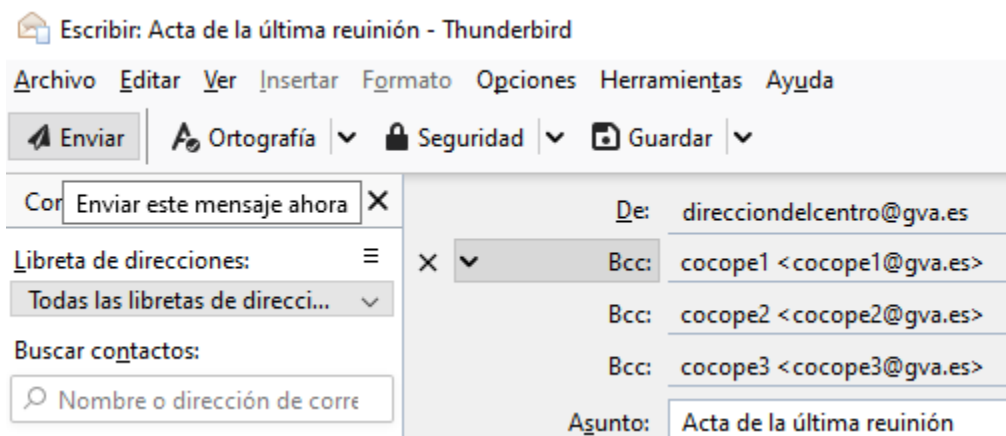 Escribir: Acta de la última reuinión - Thunderbird
Archivo Editar Ver Insertar Formato Opciones Herramientas Ayuda
Enviar Ortografía Seguridad Guardar
Cor Enviar este mensaje ahora
De: direcciondelcentro@gva.es
Libreta de direcciones:
Bcc: cocope1 <cocope1@gva.es>
Todas las libretas de direcci...
Bcc: cocope2 <cocope2@gva.es>
Buscar contactos:
Bcc: cocope3 <cocope3@gva.es>
Nombre o dirección de corre
Asunto: Acta de la última reuinión